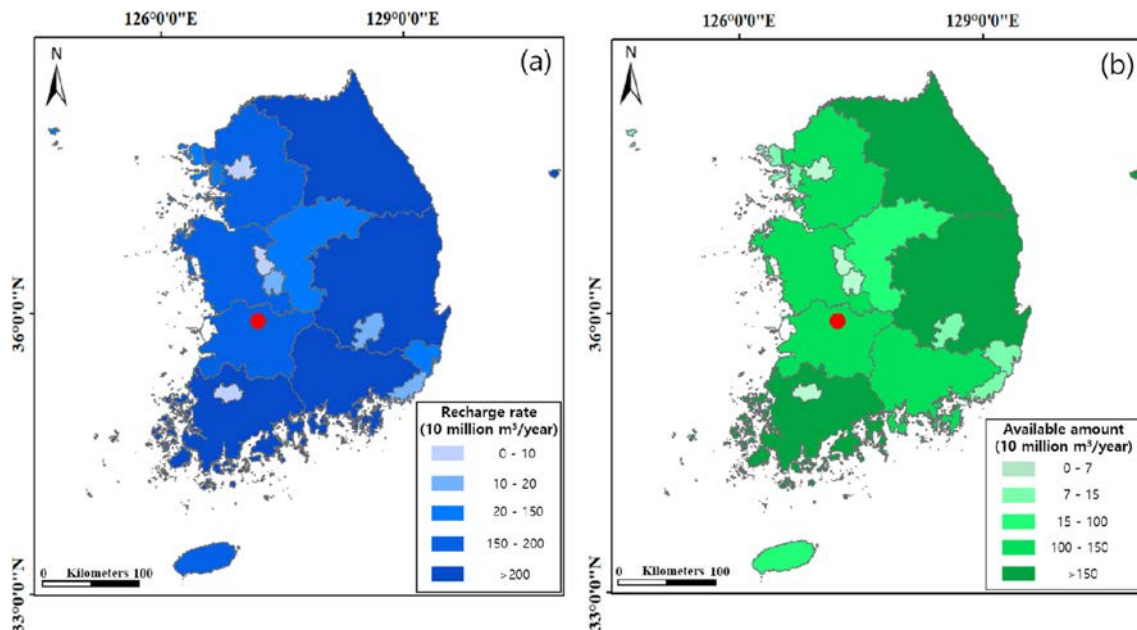 126°0'0"E
129°0'0"E
N
(a)
36°0'0"N
33°0'0"N
Recharge rate
(10 million m³/year)
0 - 10
10 - 20
20 - 150
150 - 200
>200
0 Kilometers 100
126°0'0"E
129°0'0"E
N
(b)
36°0'0"N
33°0'0"N
Available amount
(10 million m³/year)
0 - 7
7 - 15
15 - 100
100 - 150
>150
0 Kilometers 100